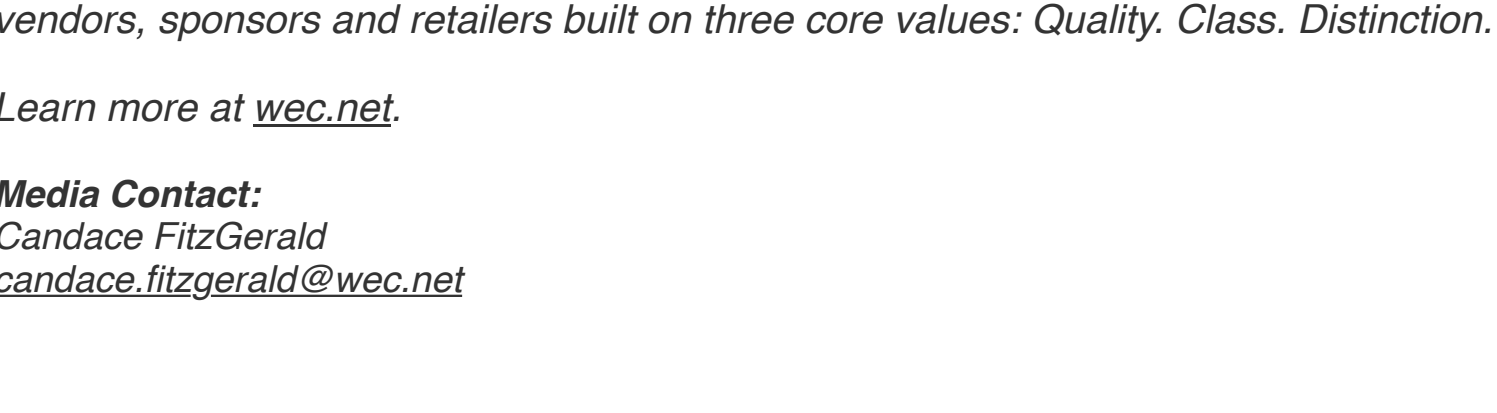 vendors, sponsors and retailers built on three core values: Quality. Class. Distinction.
Learn more at wec.net.
Media Contact:
Candace FitzGerald
candace.fitzgerald@wec.net